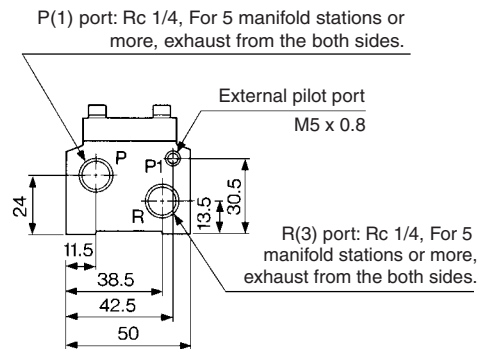 P(1) port: Rc 1/4, For 5 manifold stations or
more, exhaust from the both sides.
External pilot port
M5 x 0.8
P
P1
R
24
13.5
30.5
11.5
38.5
42.5
50
R(3) port: Rc 1/4, For 5
manifold stations or more,
exhaust from the both sides.